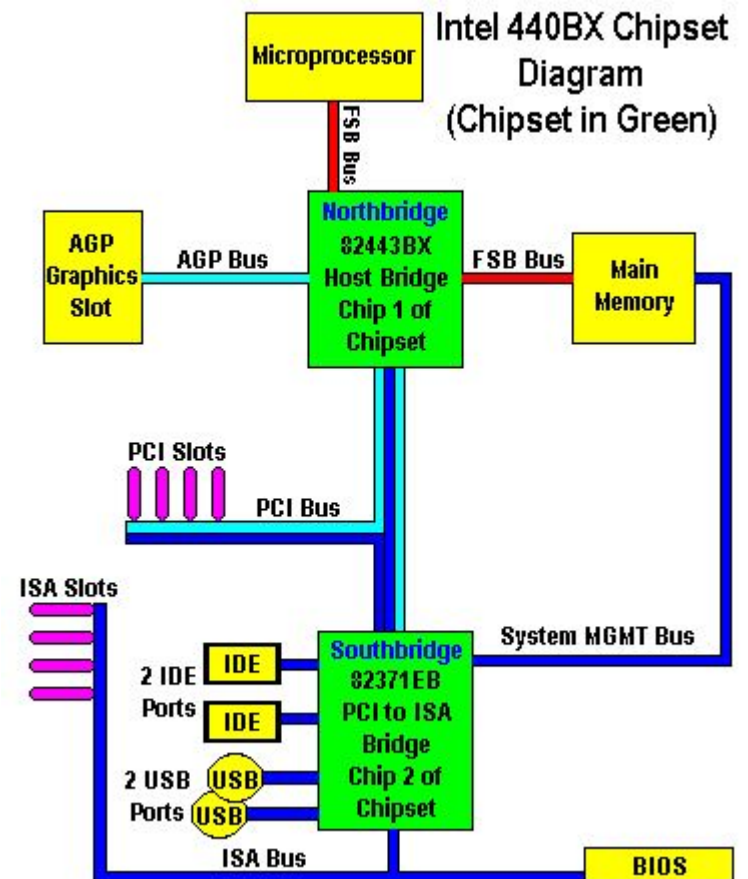 Intel 440BX Chipset
Diagram
(Chipset in Green)
Microprocessor
FSB Bus
Northbridge
82443BX
Host Bridge
Chip 1 of
Chipset
AGP
Graphics
Slot
AGP Bus
FSB Bus
Main
Memory
PCI Slots
PCI Bus
ISA Slots
System MGMT Bus
Southbridge
82371EB
PCI to ISA
Bridge
Chip 2 of
Chipset
2 IDE
Ports
IDE
IDE
2 USB
Ports
USB
USB
ISA Bus
BIOS